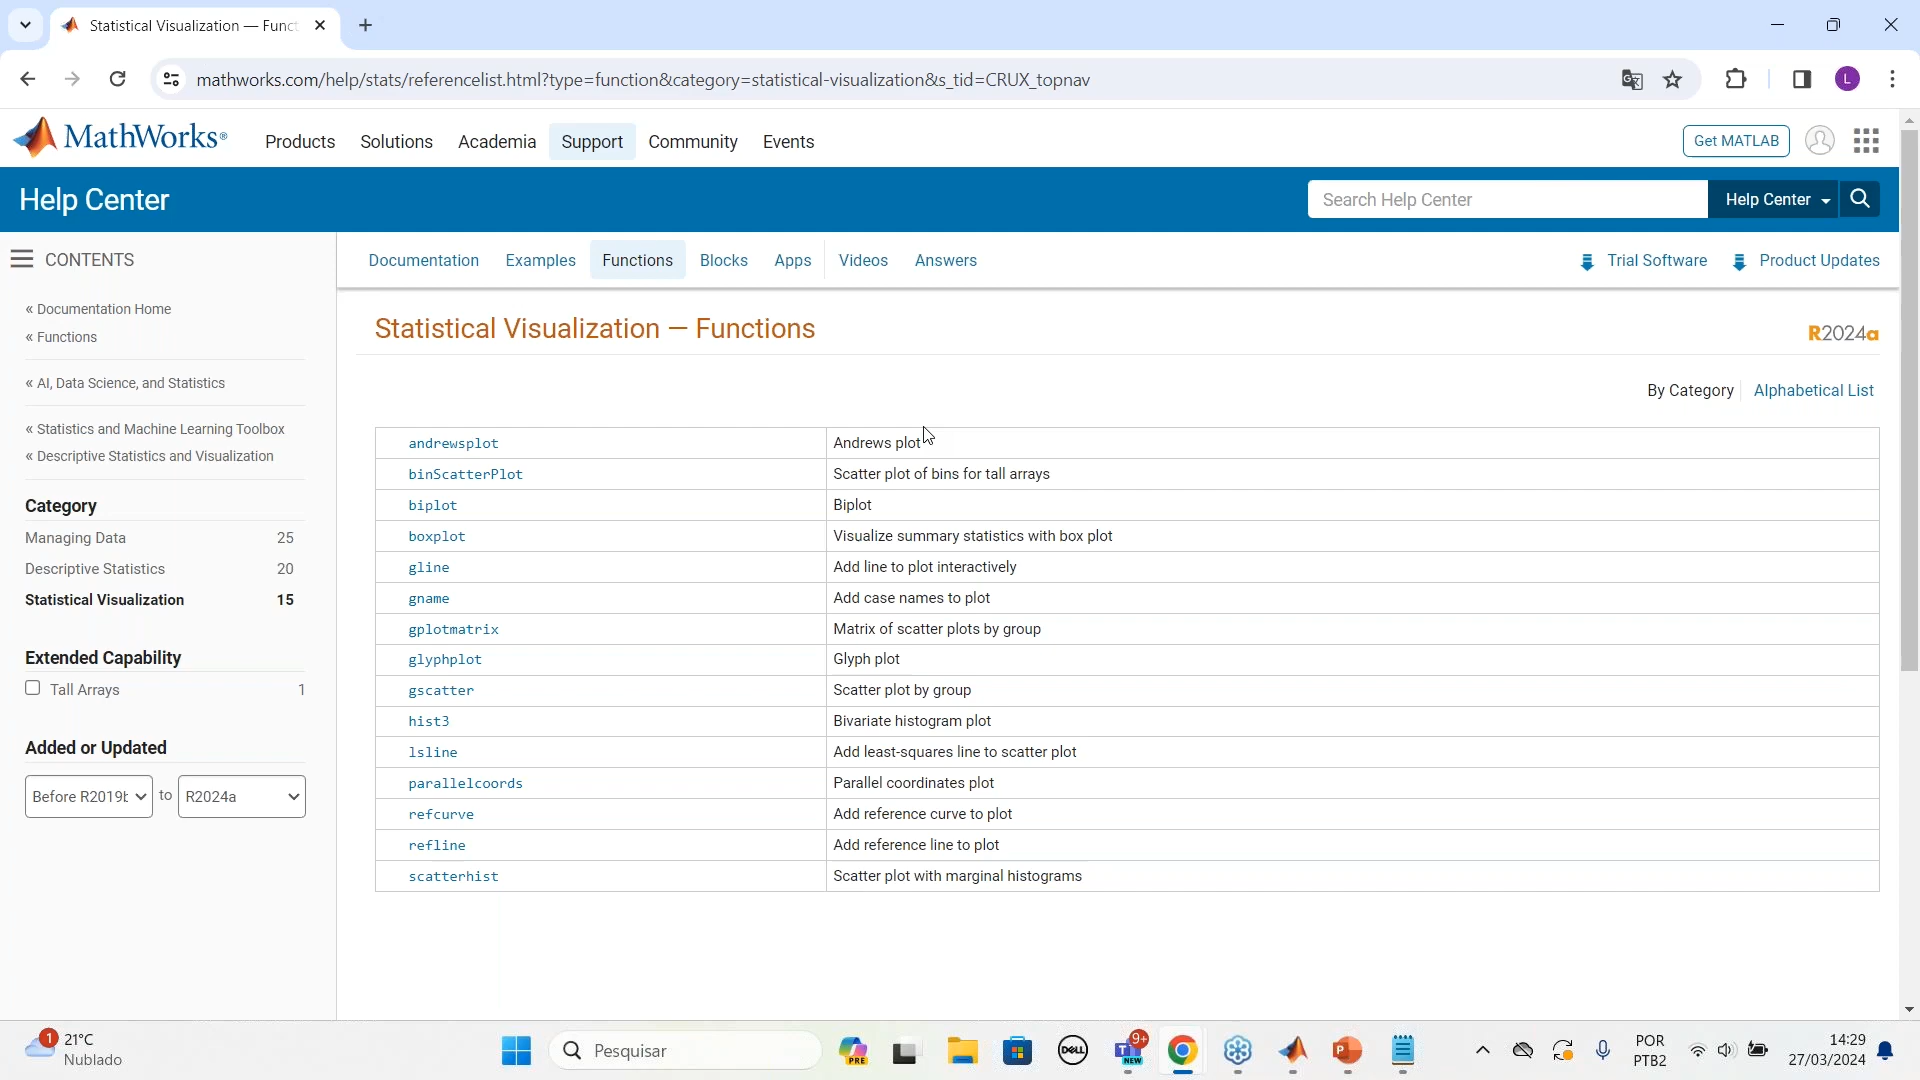 Statistical Visualization — Funct
mathworks.com/help/stats/referencelist.html?type=function&category=statistical-visualization&s_tid=CRUX_topnav
L
MathWorks®
Products
Solutions
Academia
Support
Community
Events
Get MATLAB
Help Center
Search Help Center
Help Center
CONTENTS
Documentation
Examples
Functions
Blocks
Apps
Videos
Answers
Trial Software
Product Updates
« Documentation Home
« Functions
« AI, Data Science, and Statistics
« Statistics and Machine Learning Toolbox
« Descriptive Statistics and Visualization
Category
Managing Data 25
Descriptive Statistics 20
Statistical Visualization 15
Extended Capability
Tall Arrays 1
Added or Updated
Before R2019b to R2024a
Statistical Visualization — Functions
R2024a
By Category Alphabetical List
andrewsplot Andrews plot
binScatterPlot Scatter plot of bins for tall arrays
biplot Biplot
boxplot Visualize summary statistics with box plot
gline Add line to plot interactively
gname Add case names to plot
gplotmatrix Matrix of scatter plots by group
glyphplot Glyph plot
gscatter Scatter plot by group
hist3 Bivariate histogram plot
lsline Add least-squares line to scatter plot
parallelcoords Parallel coordinates plot
refcurve Add reference curve to plot
refline Add reference line to plot
scatterhist Scatter plot with marginal histograms
1
21°C
Nublado
Pesquisar
PRE
DELL
9+
NEW
POR
PTB2
14:29
27/03/2024